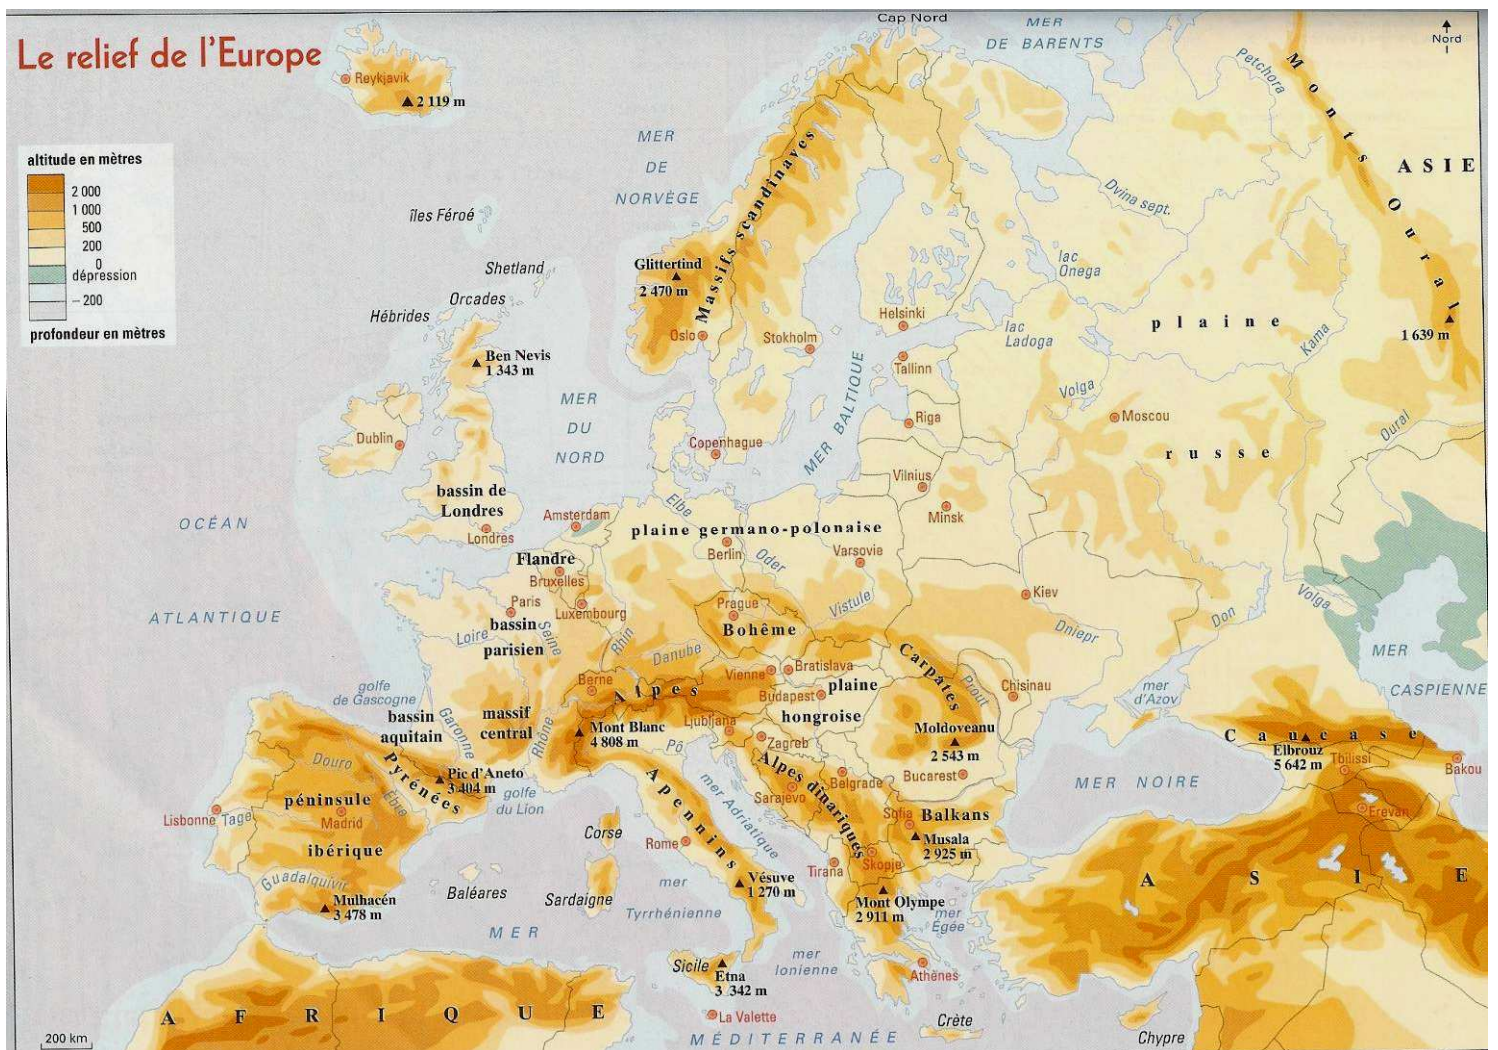 Le relief de l'Europe
Cap Nord
MER
DE BARENTS
Nord
Petchora
Monts Oural
ASIE
Reykjavik
2 119 m
altitude en mètres
2 000
1 000
500
200
0
dépression
– 200
profondeur en mètres
MER
DE
NORVÈGE
îles Féroé
Shetland
Orcades
Hébrides
Massifs scandinaves
Glittertind
2 470 m
Dvina sept.
lac
Onega
lac
Ladoga
plaine
russe
Kama
1 639 m
Oslo
Stokholm
Helsinki
Tallinn
Riga
Volga
Moscou
Oural
Ben Nevis
1 343 m
MER
DU
NORD
MER BALTIQUE
Dublin
Copenhague
Vilnius
Minsk
bassin de
Londres
Londres
OCÉAN
ATLANTIQUE
Amsterdam
Elbe
plaine germano-polonaise
Berlin
Oder
Varsovie
Flandre
Bruxelles
Paris
Luxembourg
bassin
parisien
Loire
Seine
Rhin
Prague
Bohême
Vistule
Kiev
Dniepr
Don
Volga
MER
CASPIENNE
Danube
Carpates
Vienne
Bratislava
Budapest
plaine
hongroise
Prout
Chisinau
mer
d'Azov
golfe
de Gascogne
bassin
aquitain
Garonne
massif
central
Rhône
Berne
Alpes
Mont Blanc
4 808 m
Ljubljana
Zagreb
Pô
Moldoveanu
2 543 m
Bucarest
Belgrade
Caucase
Elbrouz
5 642 m
Tbilissi
Bakou
Erevan
MER NOIRE
Douro
Pyrénées
Pic d'Aneto
3 404 m
golfe
du Lion
Èbre
péninsule
ibérique
Madrid
Lisbonne
Tage
Guadalquivir
Mulhacén
3 478 m
Baléares
Corse
Sardaigne
Apennins
Rome
mer Adriatique
Alpes dinariques
Sarajevo
Sofia
Balkans
Musala
2 925 m
Skopje
Tirana
Mont Olympe
2 911 m
Vésuve
1 270 m
mer
Tyrrhénienne
mer
Égée
ASIE
MER
MÉDITERRANÉE
Sicile
Etna
3 342 m
mer
Ionienne
Athènes
La Valette
Crète
Chypre
AFRIQUE
200 km